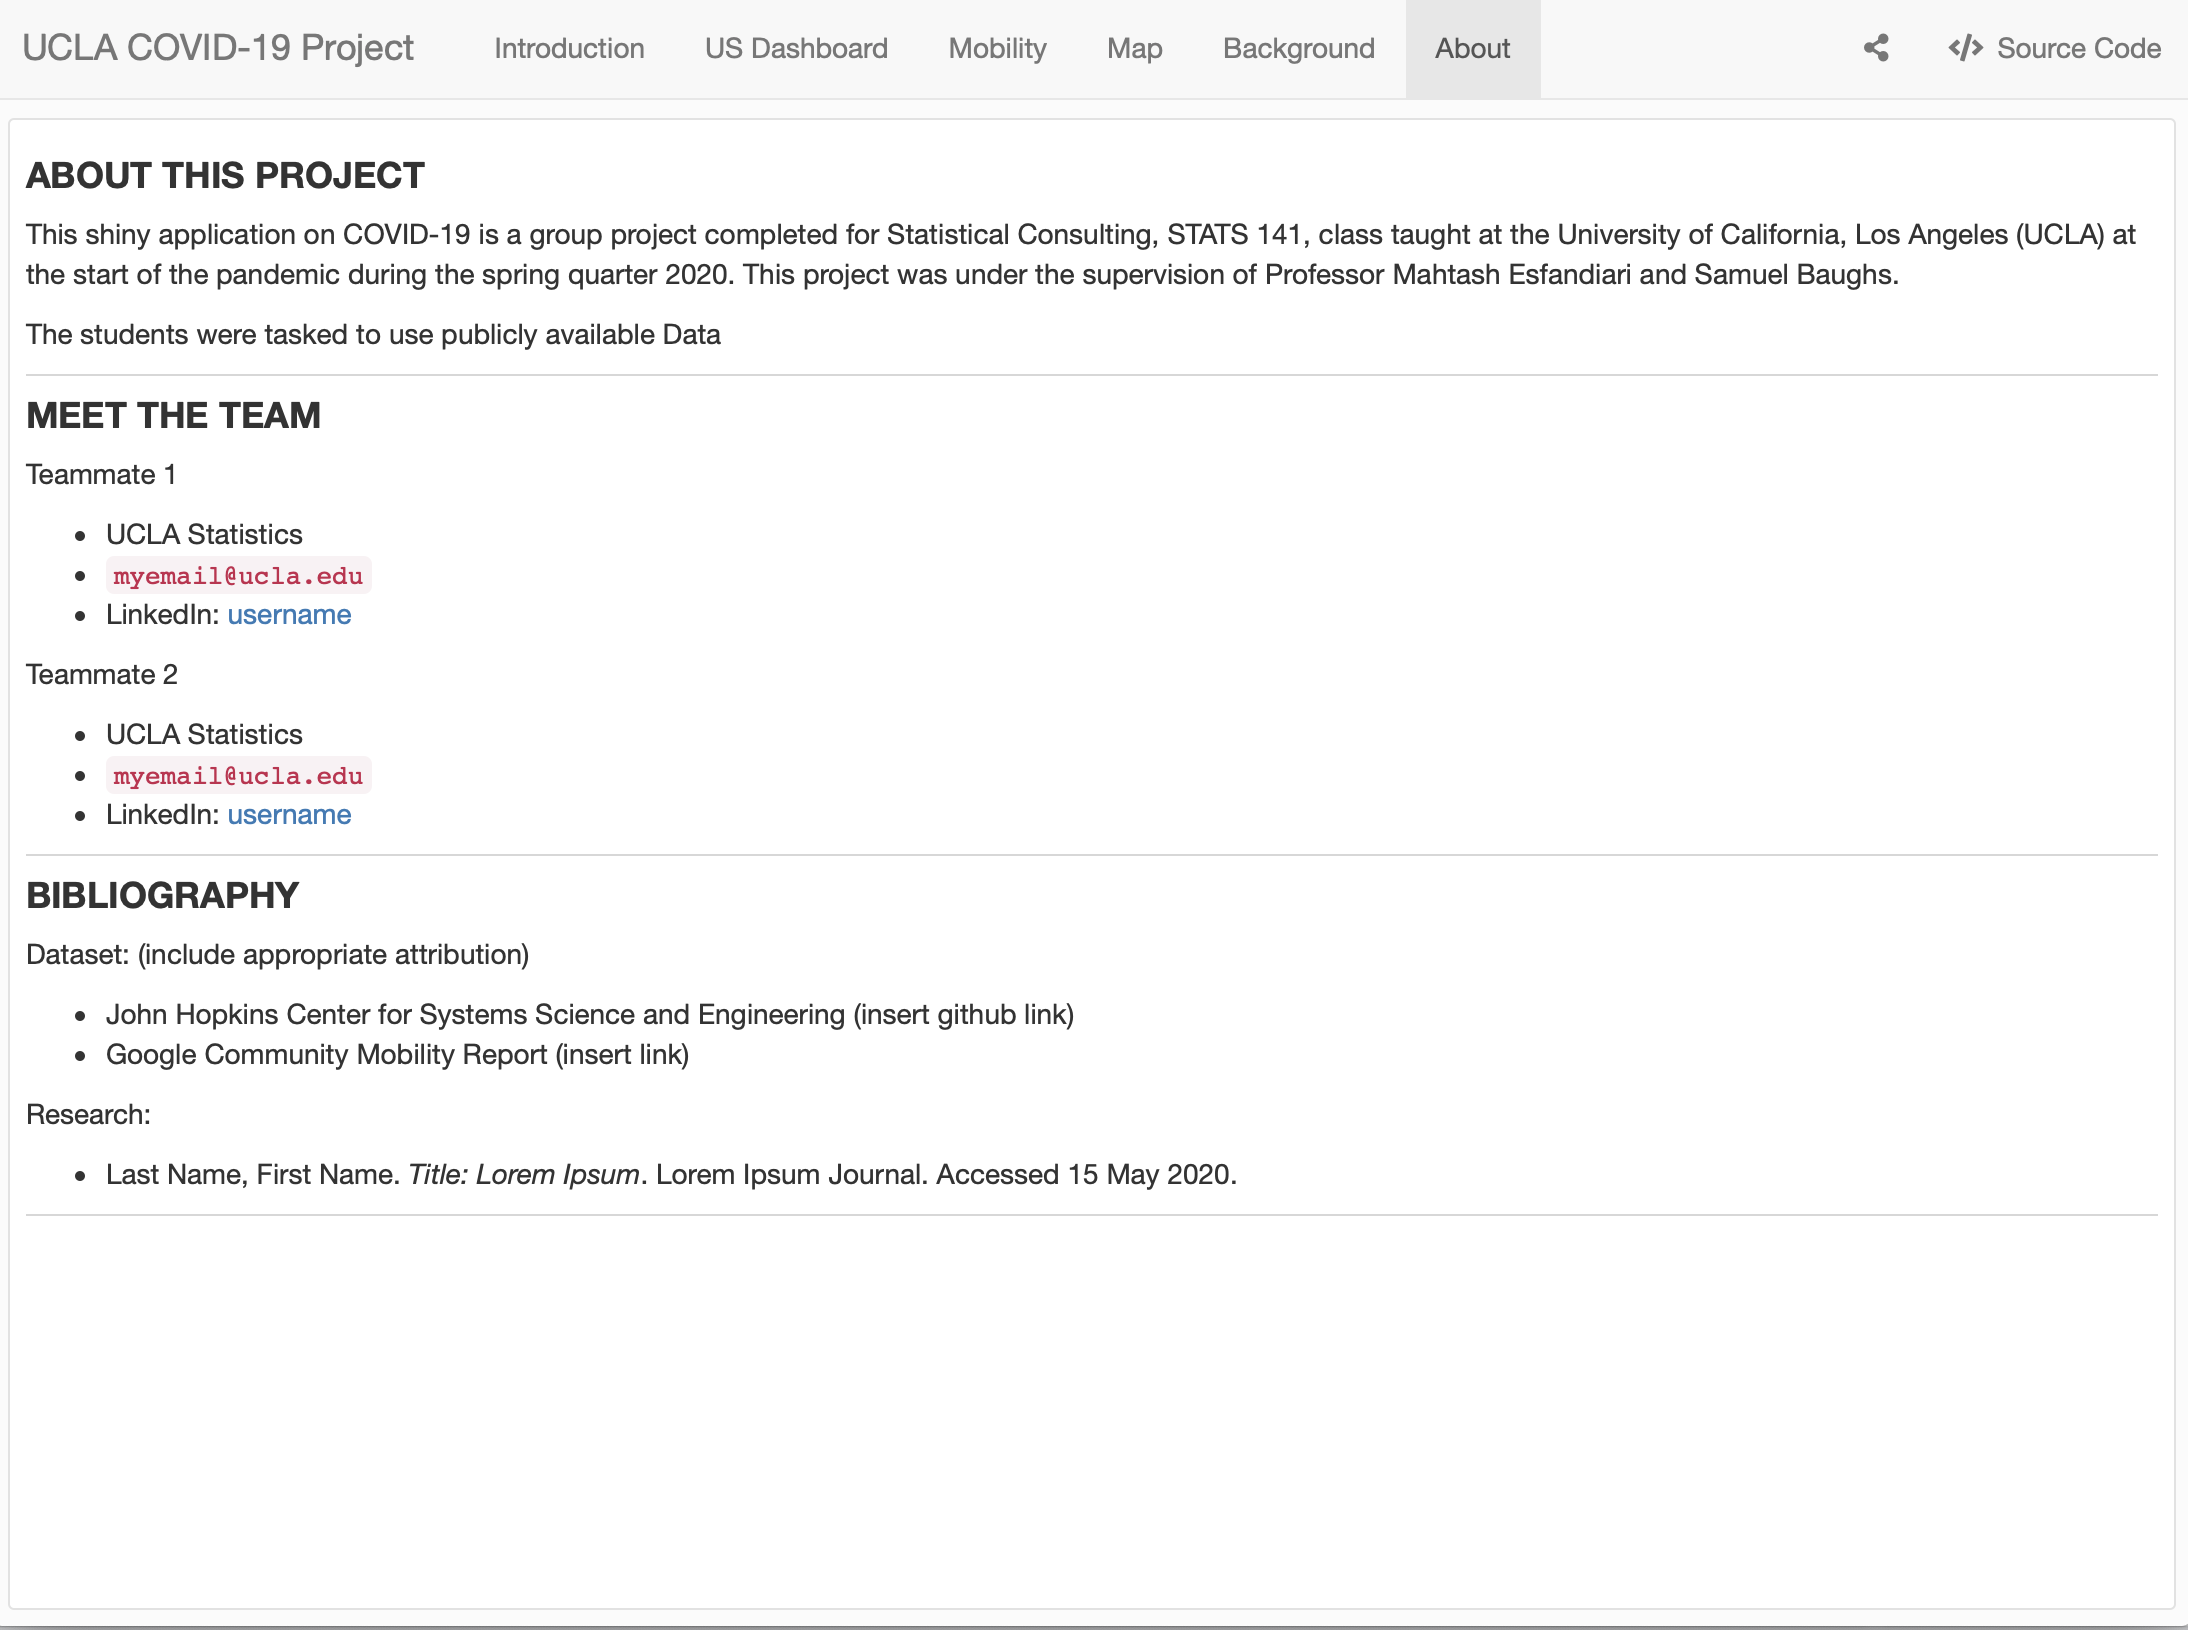 UCLA COVID-19 Project Introduction US Dashboard Mobility Map Background About </> Source Code
ABOUT THIS PROJECT
This shiny application on COVID-19 is a group project completed for Statistical Consulting, STATS 141, class taught at the University of California, Los Angeles (UCLA) at
the start of the pandemic during the spring quarter 2020. This project was under the supervision of Professor Mahtash Esfandiari and Samuel Baughs.
The students were tasked to use publicly available Data
MEET THE TEAM
Teammate 1
• UCLA Statistics
• myemail@ucla.edu
• LinkedIn: username
Teammate 2
• UCLA Statistics
• myemail@ucla.edu
• LinkedIn: username
BIBLIOGRAPHY
Dataset: (include appropriate attribution)
• John Hopkins Center for Systems Science and Engineering (insert github link)
• Google Community Mobility Report (insert link)
Research:
• Last Name, First Name. Title: Lorem Ipsum. Lorem Ipsum Journal. Accessed 15 May 2020.